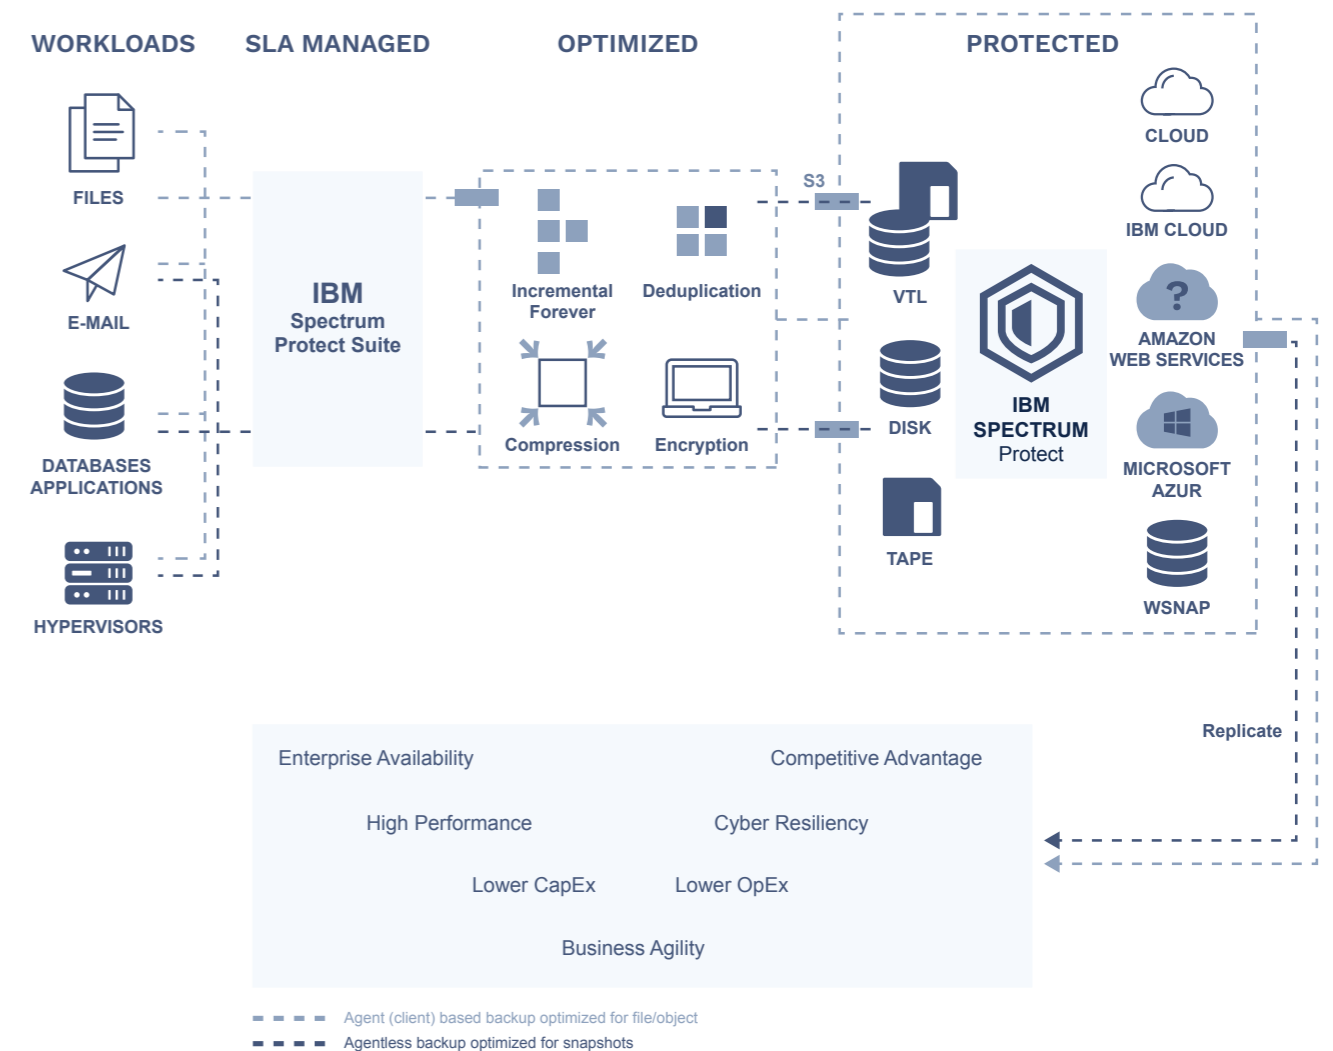 WORKLOADS
SLA MANAGED
OPTIMIZED
PROTECTED
FILES
E-MAIL
DATABASES
APPLICATIONS
HYPERVISORS
IBM
Spectrum
Protect Suite
Incremental
Forever
Deduplication
Compression
Encryption
S3
VTL
DISK
TAPE
IBM
SPECTRUM
Protect
CLOUD
IBM CLOUD
?
AMAZON
WEB SERVICES
MICROSOFT
AZUR
WSNAP
Replicate
Enterprise Availability
Competitive Advantage
High Performance
Cyber Resiliency
Lower CapEx
Lower OpEx
Business Agility
Agent (client) based backup optimized for file/object
Agentless backup optimized for snapshots